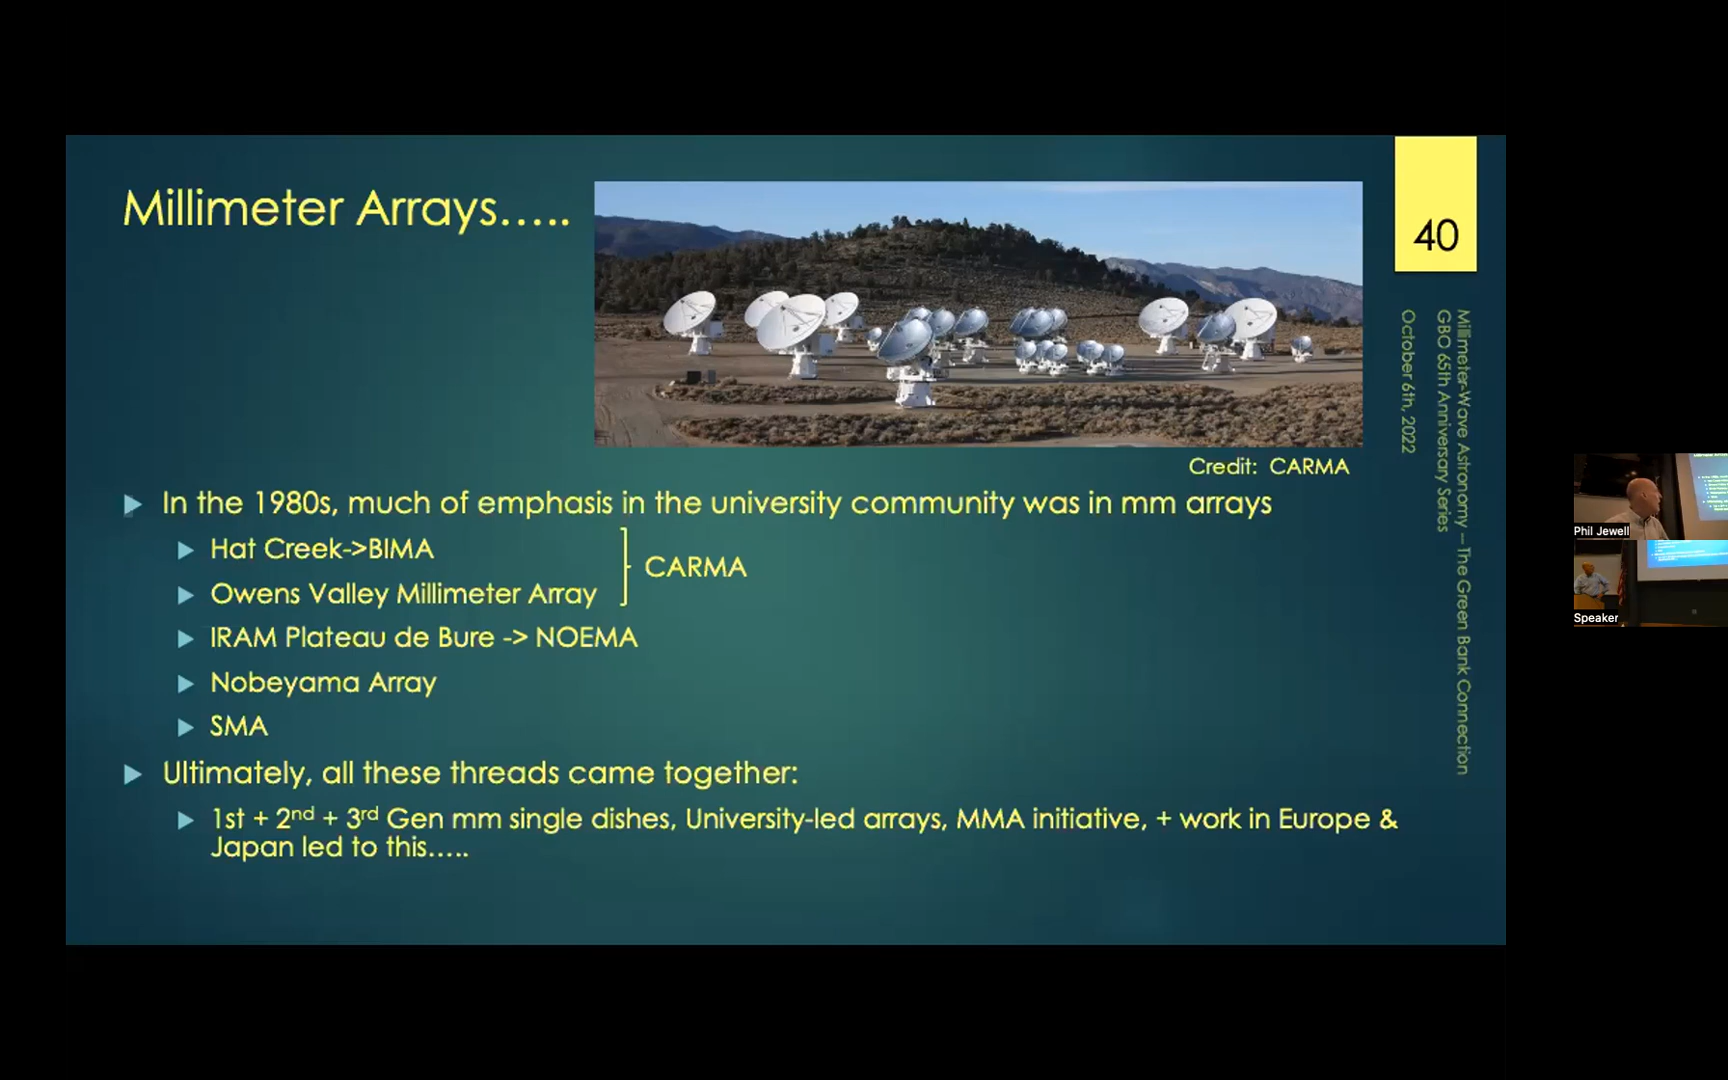 Millimeter Arrays.....
40
Millimeter-Wave Astronomy – The Green Bank Connection
GBO 65th Anniversary Series
October 6th, 2022
Credit: CARMA
In the 1980s, much of emphasis in the university community was in mm arrays
Hat Creek->BIMA
Owens Valley Millimeter Array
CARMA
IRAM Plateau de Bure -> NOEMA
Nobeyama Array
SMA
Ultimately, all these threads came together:
1st + 2nd + 3rd Gen mm single dishes, University-led arrays, MMA initiative, + work in Europe &
Japan led to this.....
Phil Jewell
Speaker